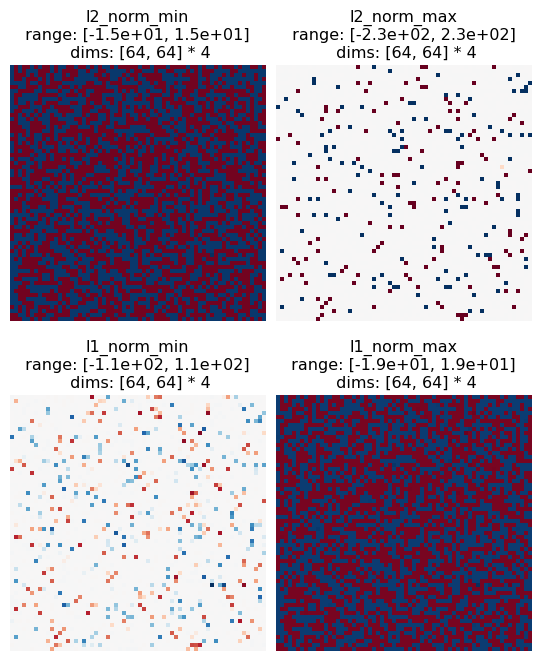 l2_norm_min
range: [-1.5e+01, 1.5e+01]
dims: [64, 64] * 4
l2_norm_max
range: [-2.3e+02, 2.3e+02]
dims: [64, 64] * 4
l1_norm_min
range: [-1.1e+02, 1.1e+02]
dims: [64, 64] * 4
l1_norm_max
range: [-1.9e+01, 1.9e+01]
dims: [64, 64] * 4